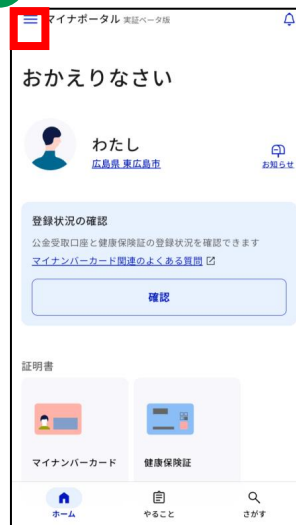 マイナポータル 実証ベータ版
おかえりなさい
わたし
広島県 東広島市
お知らせ
登録状況の確認
公金受取口座と健康保険証の登録状況を確認できます
マイナンバーカード関連のよくある質問
確認
証明書
マイナンバーカード
健康保険証
ホーム
やること
さがす